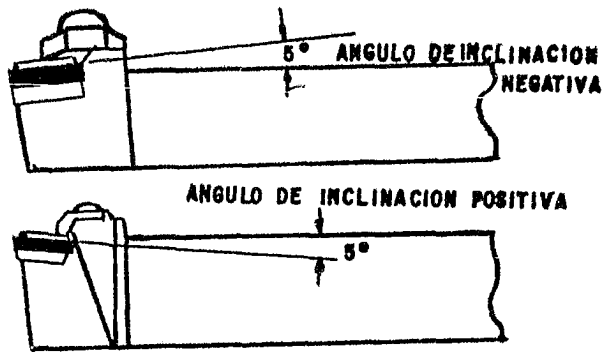 5° ANGULO DE INCLINACION
NEGATIVA
ANGULO DE INCLINACION POSITIVA
5°